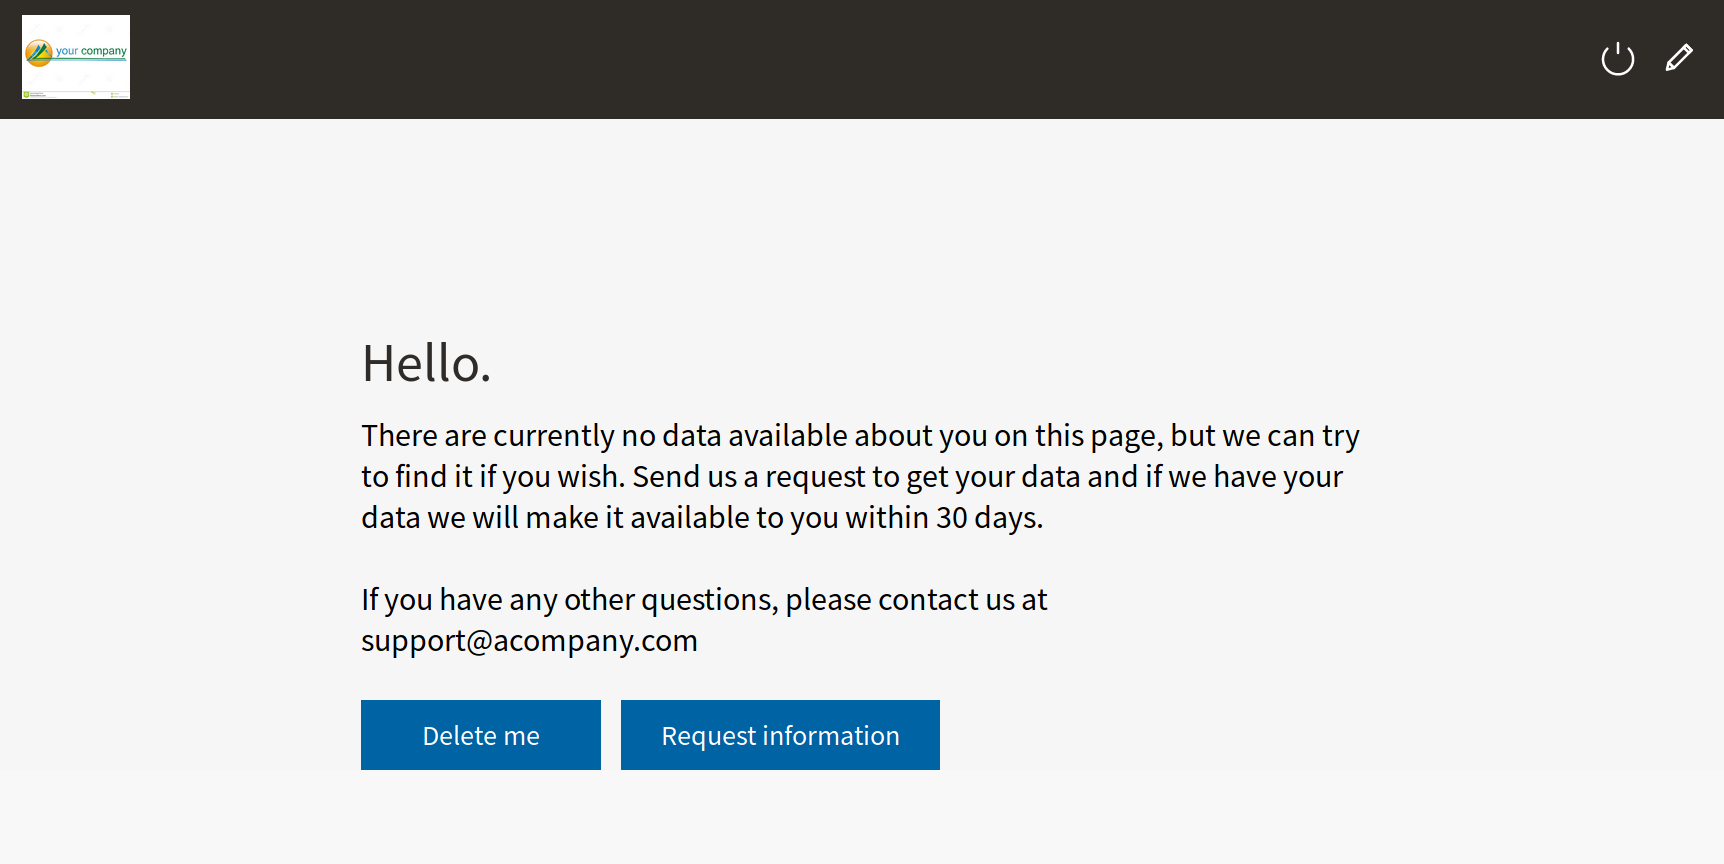 your company
Hello.
There are currently no data available about you on this page, but we can try
to find it if you wish. Send us a request to get your data and if we have your
data we will make it available to you within 30 days.
If you have any other questions, please contact us at
support@acompany.com
Delete me
Request information